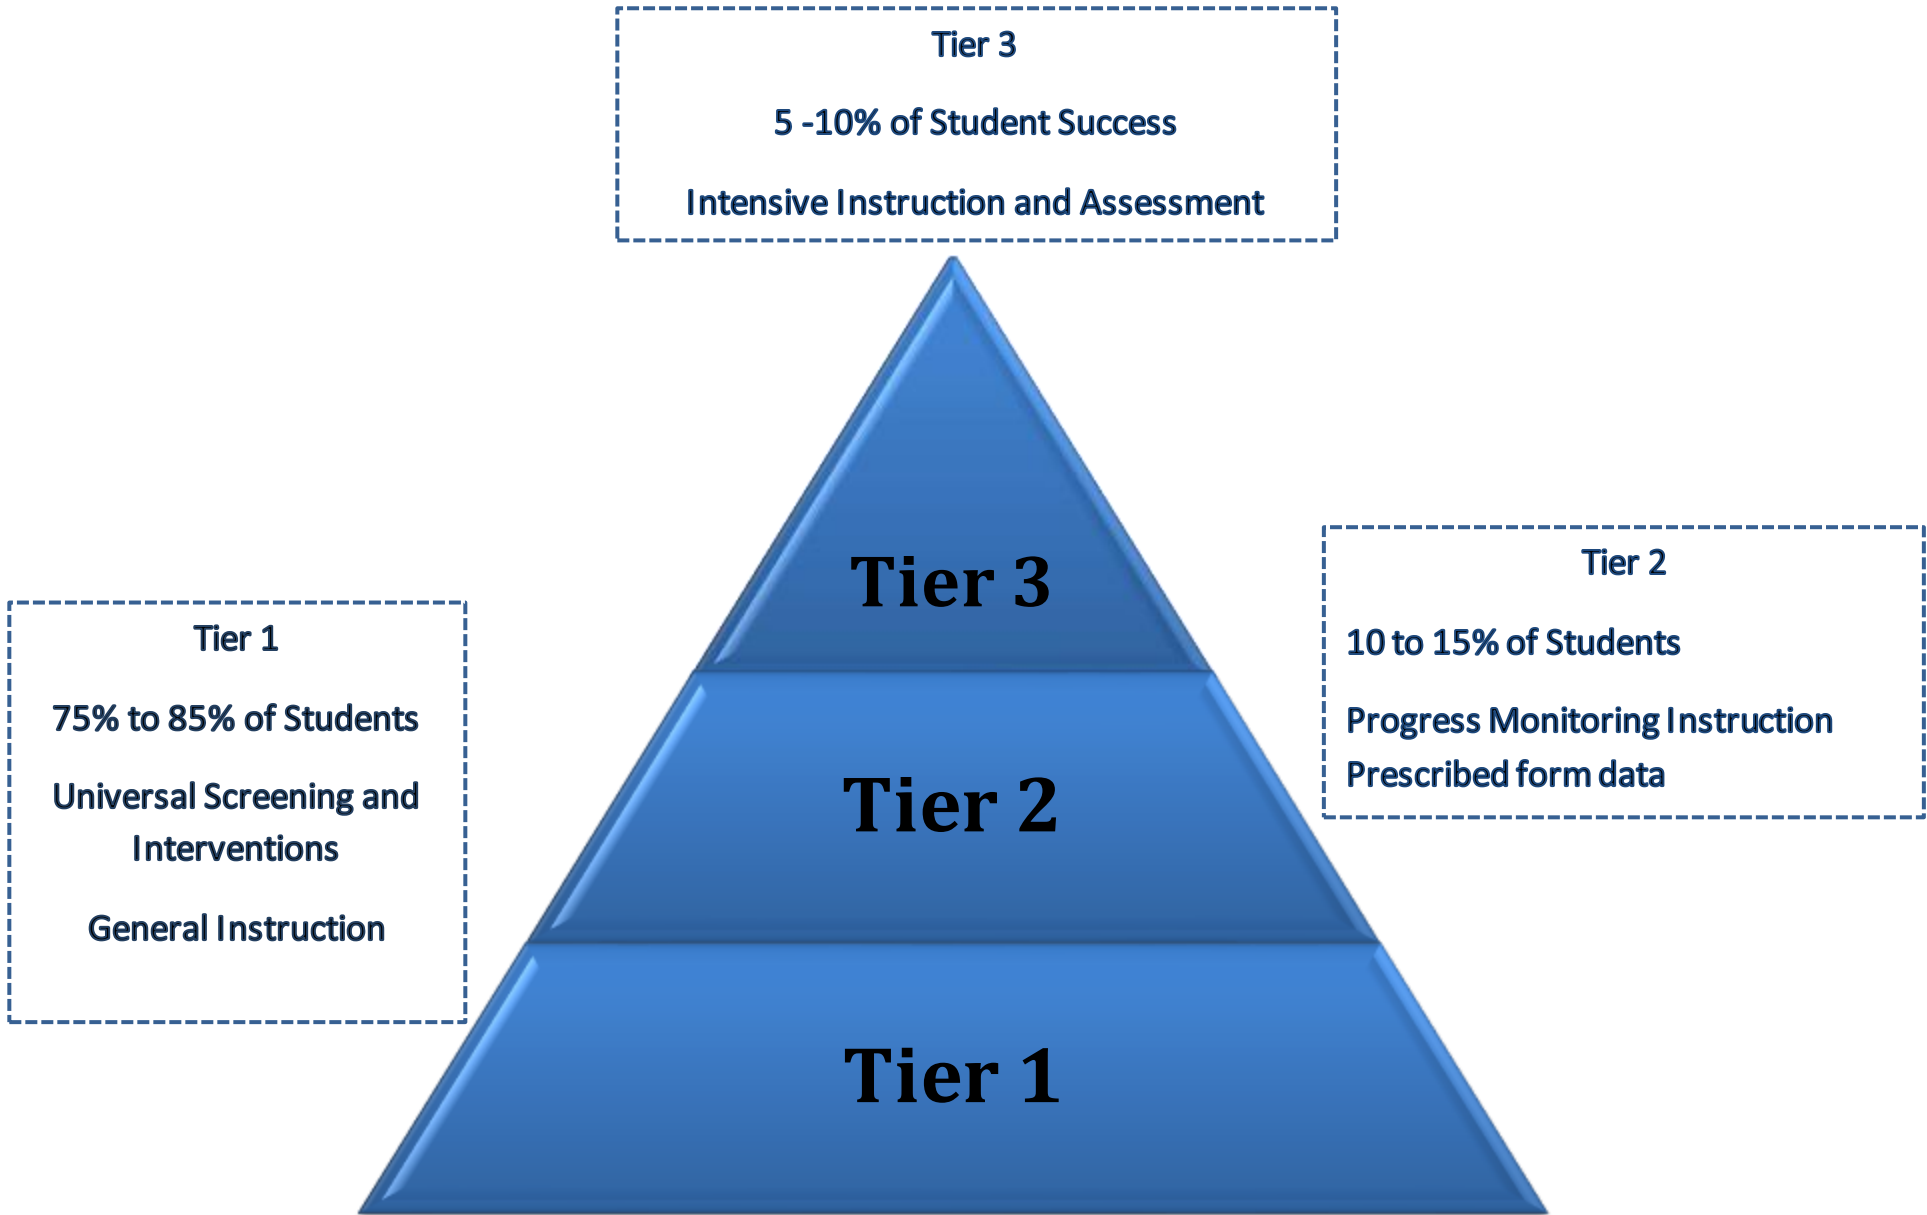 Tier 3
5 -10% of Student Success
Intensive Instruction and Assessment
Tier 3
Tier 2
10 to 15% of Students
Progress Monitoring Instruction
Prescribed form data
Tier 1
75% to 85% of Students
Universal Screening and
Interventions
General Instruction
Tier 2
Tier 1